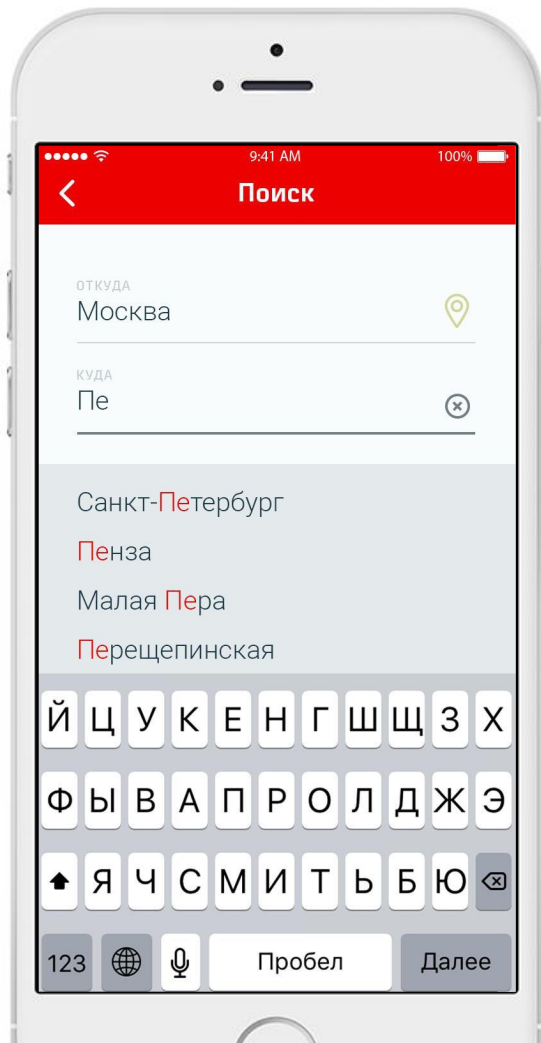 9:41 AM 100%
Поиск
ОТКУДА
Москва
КУДА
Пе
Санкт-Петербург
Пенза
Малая Пера
Перещепинская
Й Ц У К Е Н Г Ш Щ З Х
Ф Ы В А П Р О Л Д Ж Э
Я Ч С М И Т Ь Б Ю
123 Пробел Далее